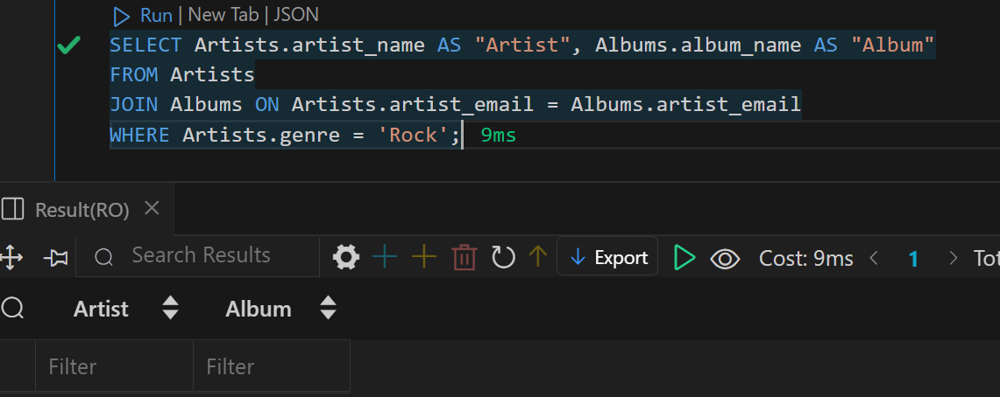 Run | New Tab | JSON
SELECT Artists.artist_name AS "Artist", Albums.album_name AS "Album"
FROM Artists
JOIN Albums ON Artists.artist_email = Albums.artist_email
WHERE Artists.genre = 'Rock'; 9ms
Result(RO)
Search Results Export Cost: 9ms < 1 > Tot
Artist Album
Filter Filter